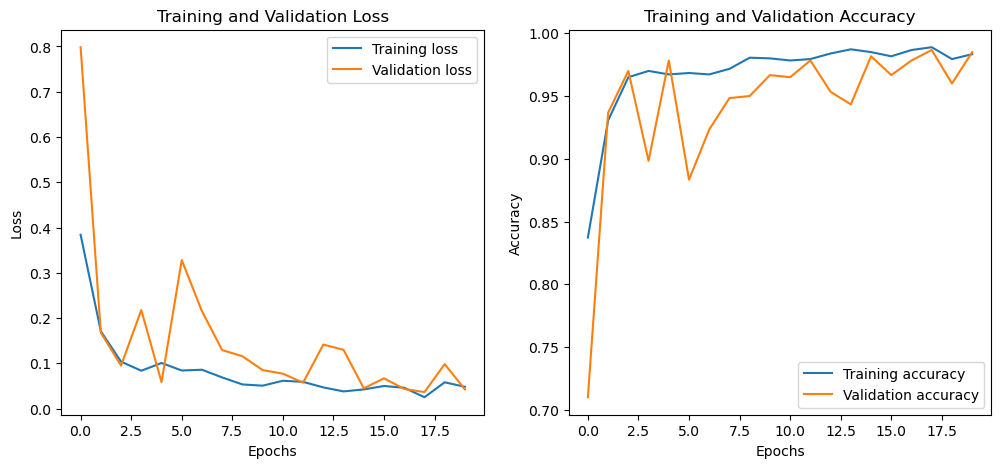 Training and Validation Loss
0.8
0.7
0.6
0.5
0.4
0.3
0.2
0.1
0.0
Loss
0.0 2.5 5.0 7.5 10.0 12.5 15.0 17.5
Epochs
Training loss
Validation loss
Training and Validation Accuracy
1.00
0.95
0.90
0.85
0.80
0.75
0.70
Accuracy
0.0 2.5 5.0 7.5 10.0 12.5 15.0 17.5
Epochs
Training accuracy
Validation accuracy